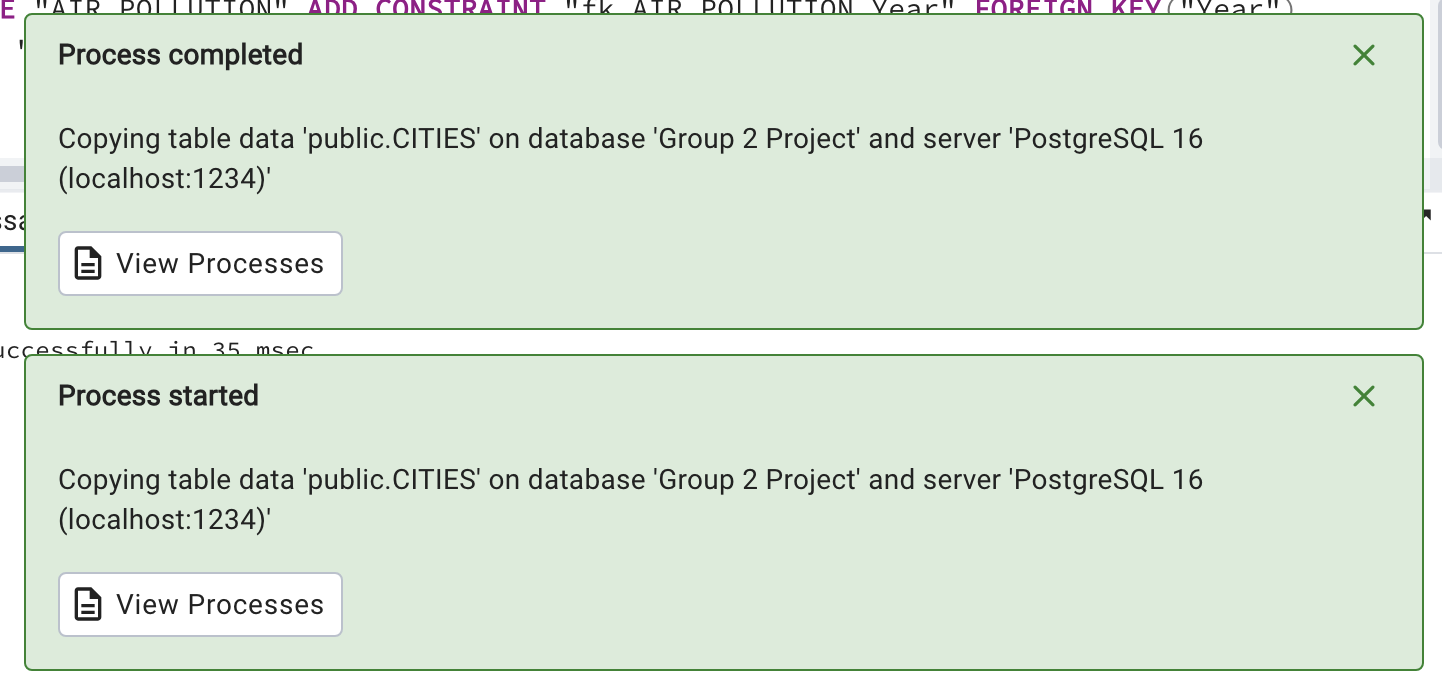 E "AIR_POLLUTION" ADD CONSTRAINT "fk_AIR_POLLUTION_Year" FOREIGN KEY("Year")
Process completed
Copying table data 'public.CITIES' on database 'Group 2 Project' and server 'PostgreSQL 16
(localhost:1234)'
View Processes
uccessfully in 35 msec.
Process started
Copying table data 'public.CITIES' on database 'Group 2 Project' and server 'PostgreSQL 16
(localhost:1234)'
View Processes